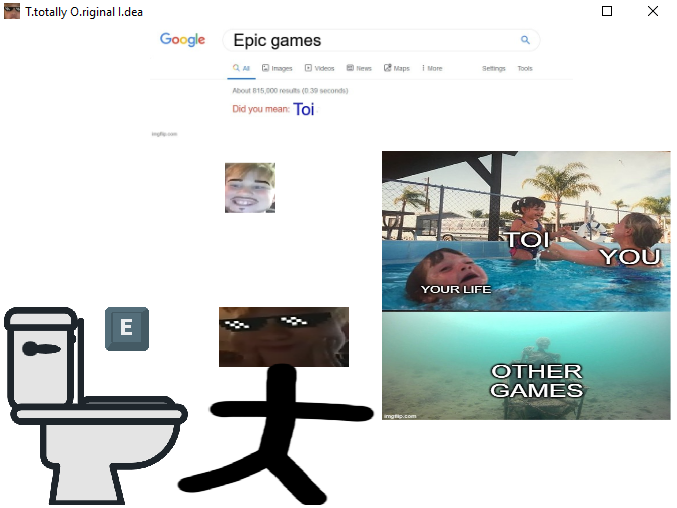 T.totally O.riginal I.dea
Google
Epic games
All Images Videos News Maps More Settings Tools
About 815,000 results (0.39 seconds)
Did you mean: Toi
imgflip.com
TOI
YOU
YOUR LIFE
E
OTHER
GAMES
imgflip.com